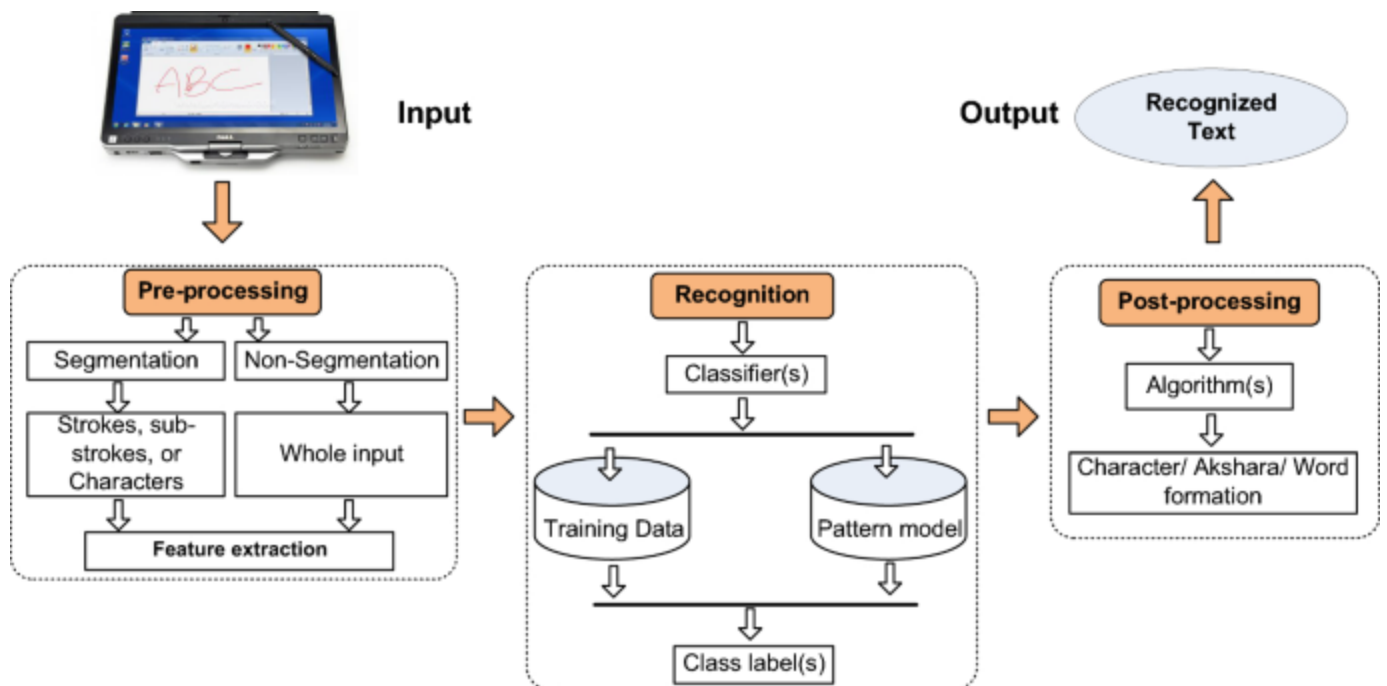 ABC
DELL
Input
Output
Recognized
Text
Pre-processing
Segmentation
Non-Segmentation
Strokes, sub-
strokes, or
Characters
Whole input
Feature extraction
Recognition
Classifier(s)
Training Data
Pattern model
Class label(s)
Post-processing
Algorithm(s)
Character/ Akshara/ Word
formation